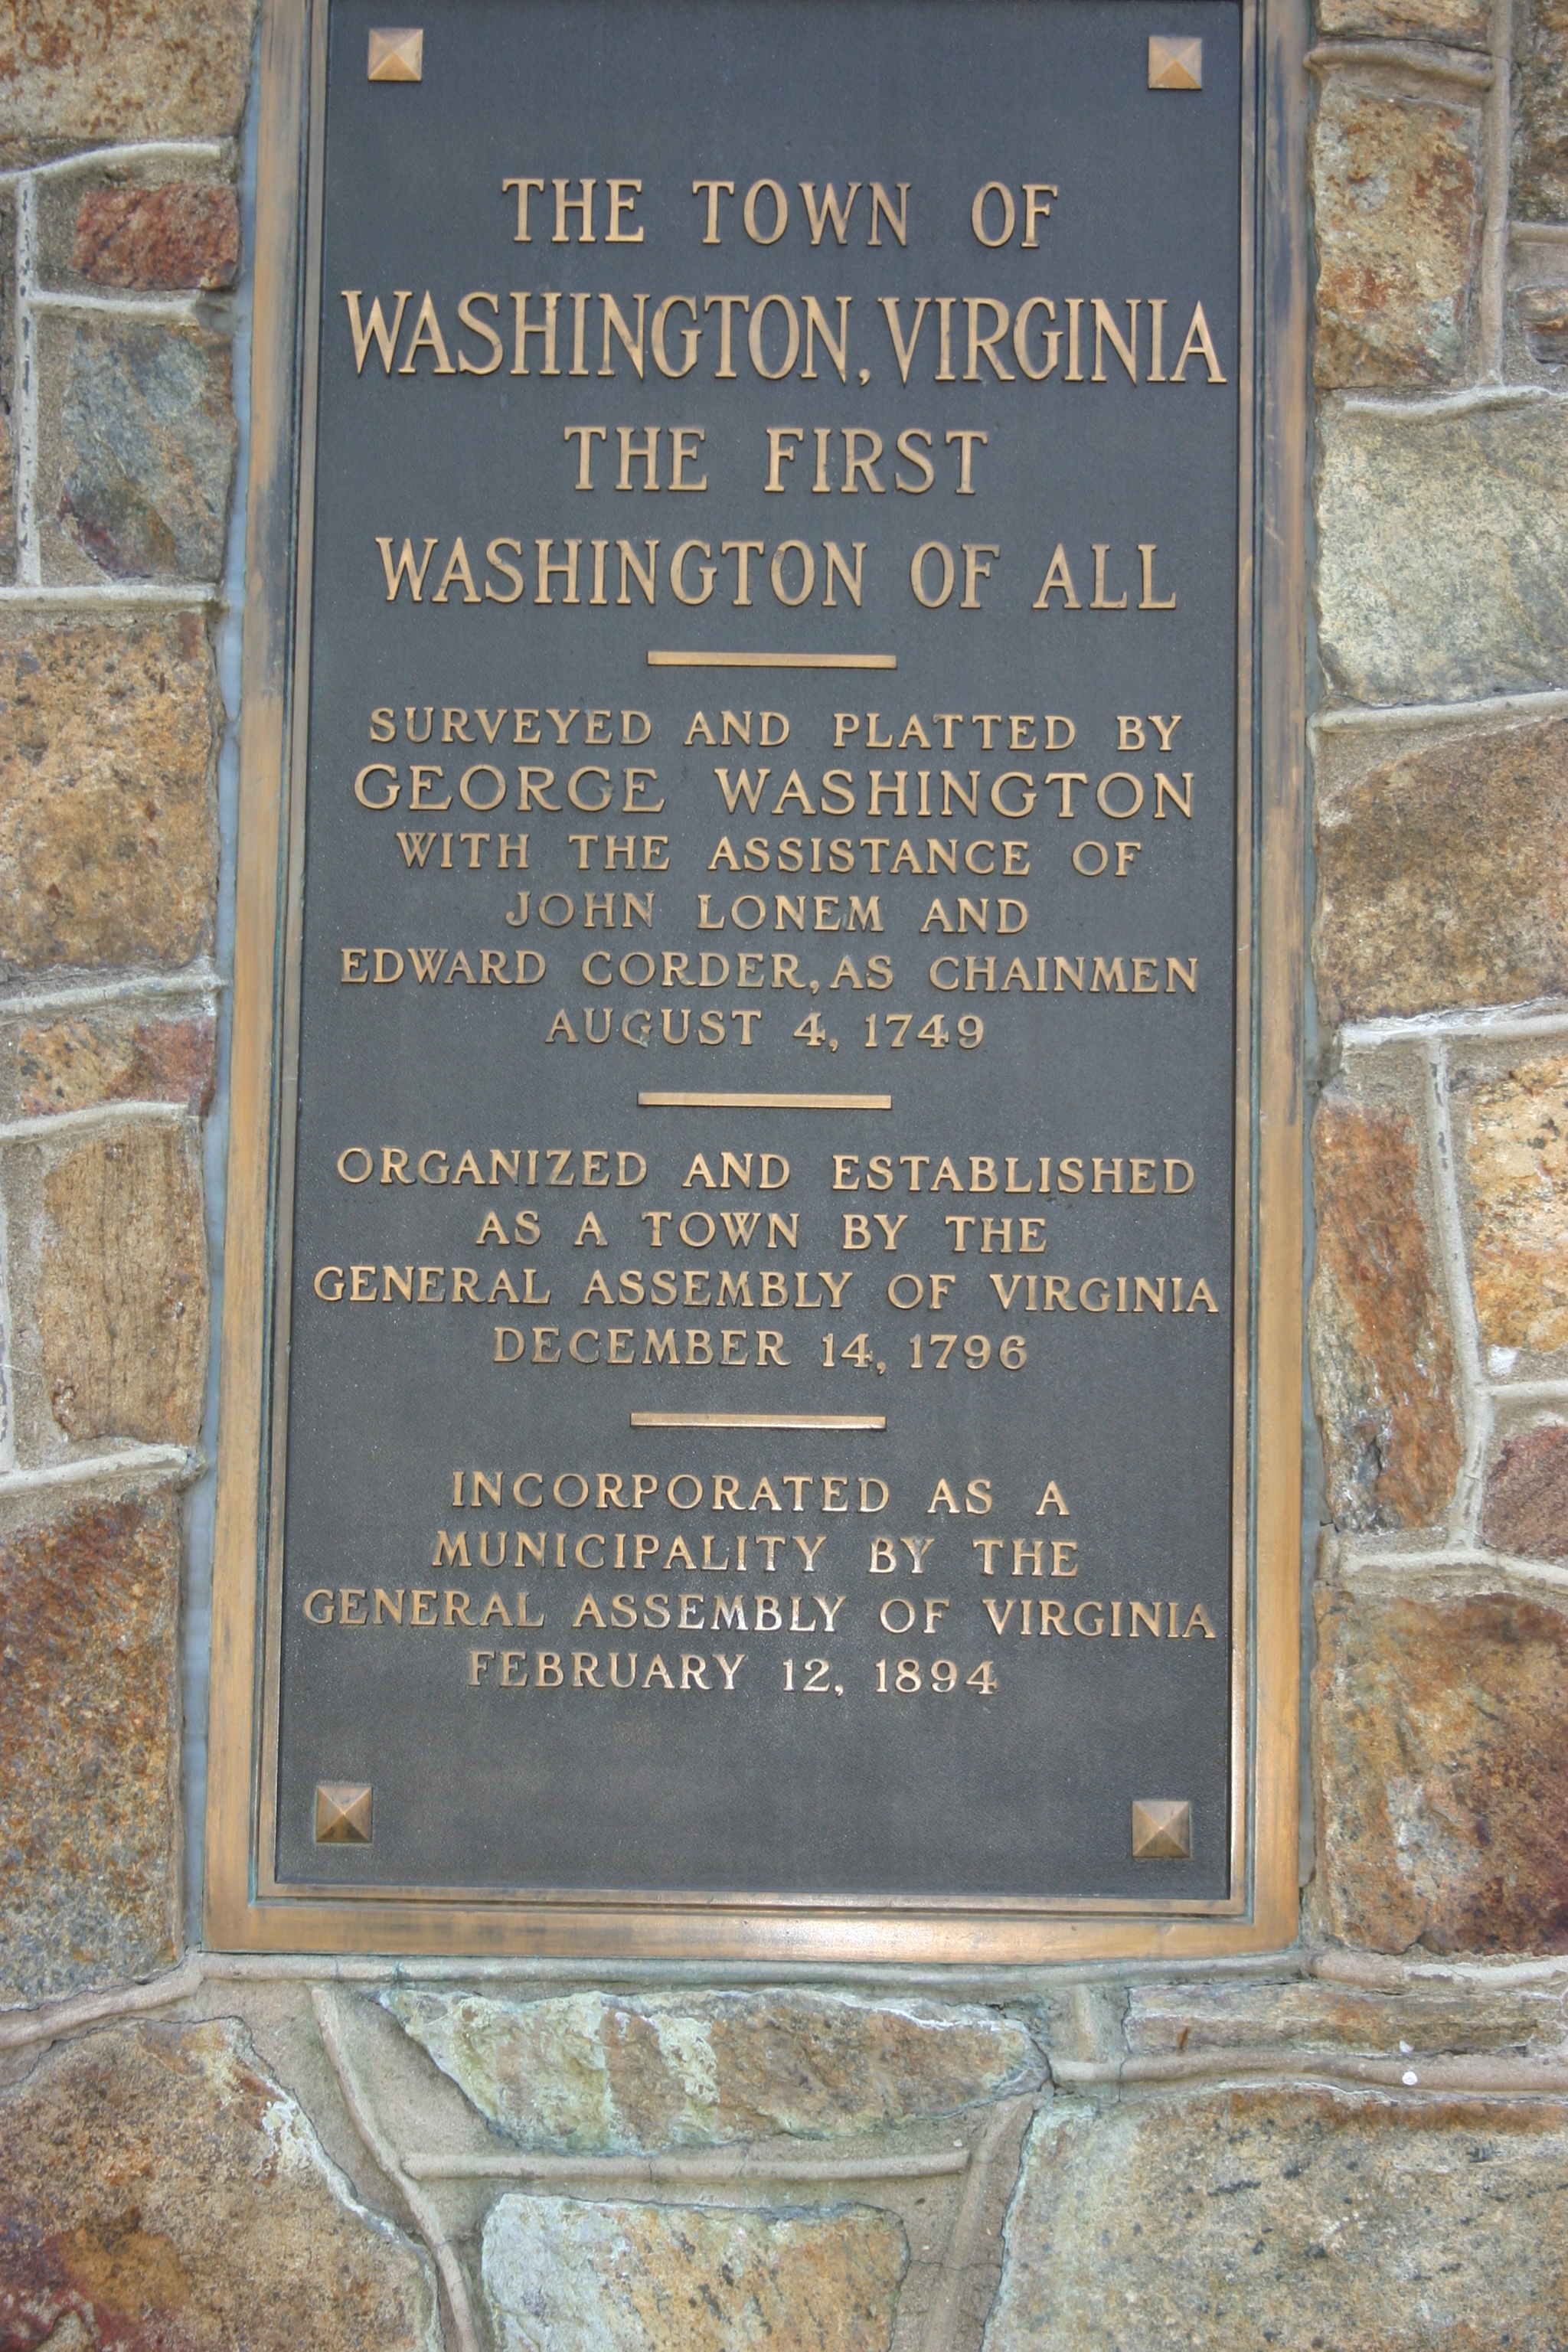 THE TOWN OF
WASHINGTON, VIRGINIA
THE FIRST
WASHINGTON OF ALL
SURVEYED AND PLATTED BY
GEORGE WASHINGTON
WITH THE ASSISTANCE OF
JOHN LONEM AND
EDWARD CORDER, AS CHAINMEN
AUGUST 4, 1749
ORGANIZED AND ESTABLISHED
AS A TOWN BY THE
GENERAL ASSEMBLY OF VIRGINIA
DECEMBER 14, 1796
INCORPORATED AS A
MUNICIPALITY BY THE
GENERAL ASSEMBLY OF VIRGINIA
FEBRUARY 12, 1894